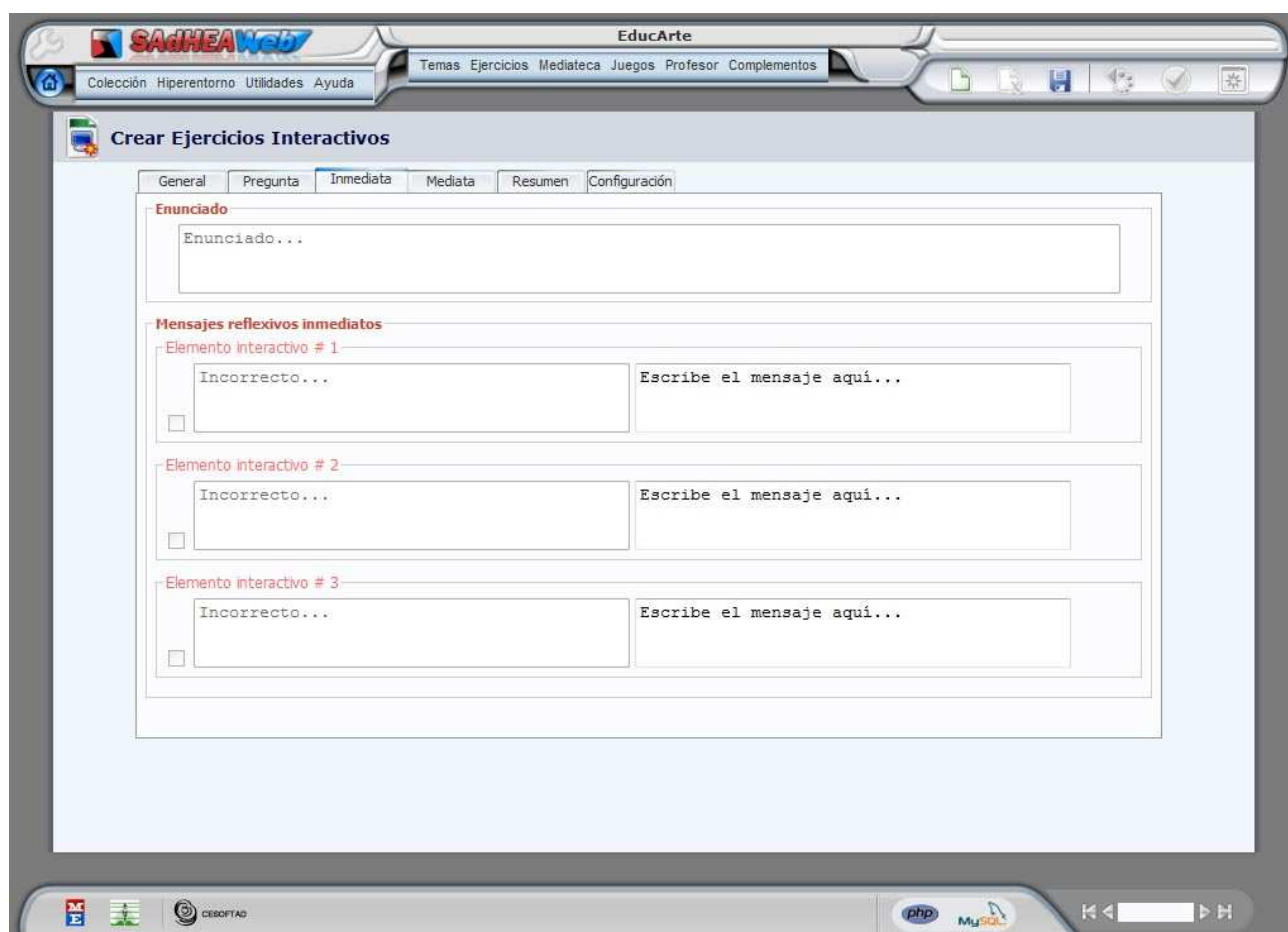 EducArte
SAdHEAWeb
Temas Ejercicios Mediateca Juegos Profesor Complementos
Colección Hiperentorno Utilidades Ayuda
Crear Ejercicios Interactivos
General Pregunta Inmediata Mediata Resumen Configuración
Enunciado
Enunciado...
Mensajes reflexivos inmediatos
Elemento interactivo # 1
Incorrecto... Escribe el mensaje aquí...
Elemento interactivo # 2
Incorrecto... Escribe el mensaje aquí...
Elemento interactivo # 3
Incorrecto... Escribe el mensaje aquí...
ME CESOFTAD php MySQL